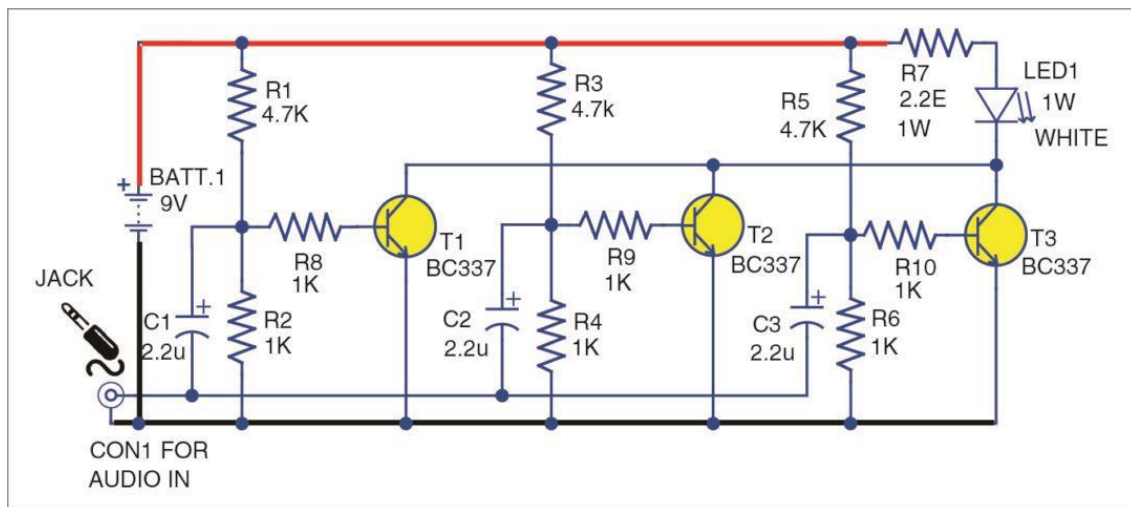 R1
4.7K
R3
4.7k
R5
4.7K
R7
2.2E
1W
LED1
1W
WHITE
+
BATT.1
9V
JACK
R8
1K
T1
BC337
R9
1K
T2
BC337
R10
1K
T3
BC337
C1
2.2u
+
R2
1K
C2
2.2u
+
R4
1K
C3
2.2u
+
R6
1K
CON1 FOR
AUDIO IN